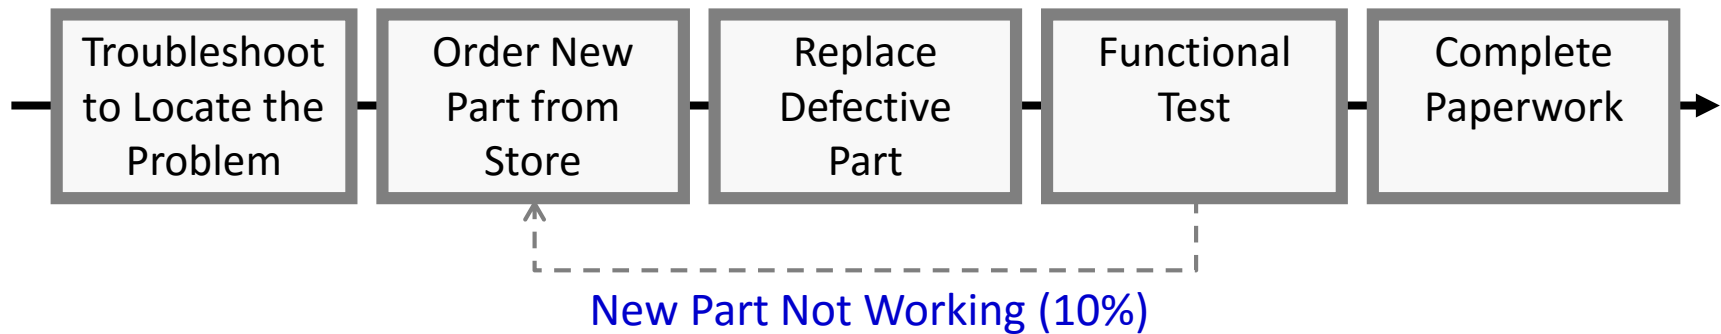 Troubleshoot
to Locate the
Problem
Order New
Part from
Store
Replace
Defective
Part
Functional
Test
Complete
Paperwork
New Part Not Working (10%)